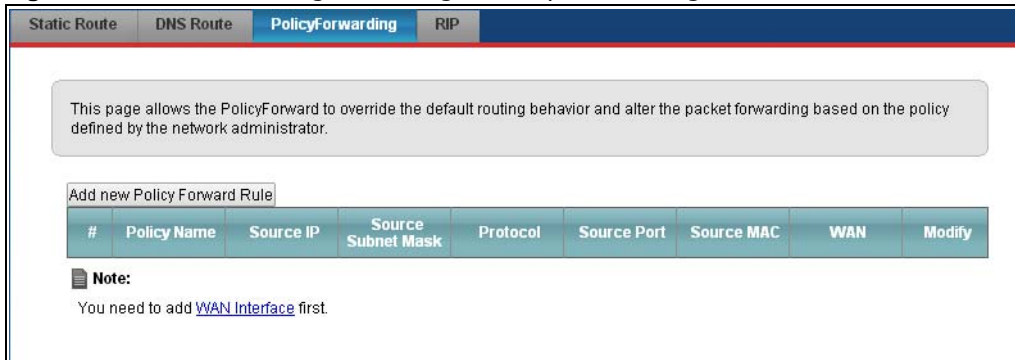 Static Route DNS Route PolicyForwarding RIP
This page allows the PolicyForward to override the default routing behavior and alter the packet forwarding based on the policy
defined by the network administrator.
Add new Policy Forward Rule
# Policy Name Source IP Source Subnet Mask Protocol Source Port Source MAC WAN Modify
Note:
You need to add WAN Interface first.